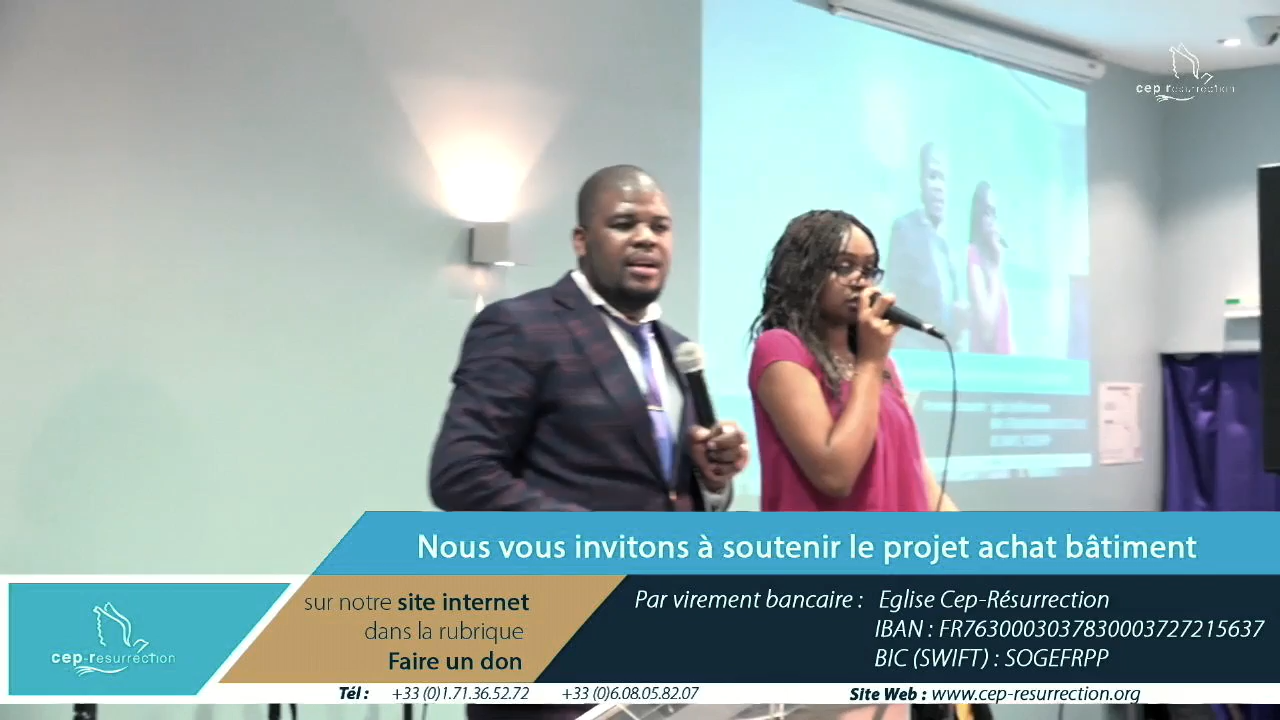 cep-résurrection
Nous vous invitons à soutenir le projet achat bâtiment
sur notre site internet
dans la rubrique
Faire un don
Par virement bancaire : Eglise Cep-Résurrection
IBAN : FR7630003037830003727215637
BIC (SWIFT) : SOGEFRPP
cep-résurrection
Tél : +33 (0)1.71.36.52.72 +33 (0)6.08.05.82.07 Site Web : www.cep-resurrection.org